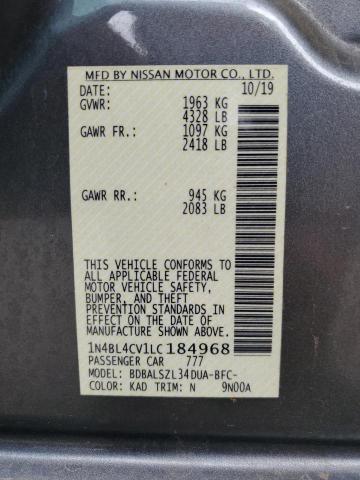 MFD BY NISSAN MOTOR CO., LTD.
DATE: 10/19
GVWR: 1963 KG
4328 LB
GAWR FR.: 1097 KG
2418 LB
GAWR RR.: 945 KG
2083 LB
THIS VEHICLE CONFORMS TO
ALL APPLICABLE FEDERAL
MOTOR VEHICLE SAFETY,
BUMPER, AND THEFT
PREVENTION STANDARDS
IN EFFECT ON THE DATE OF
MANUFACTURE SHOWN ABOVE.
1N4BL4CV1LC184968
PASSENGER CAR 777
MODEL: BDBALSZL34DUA-BFC-
COLOR: KAD TRIM: N 9N00A